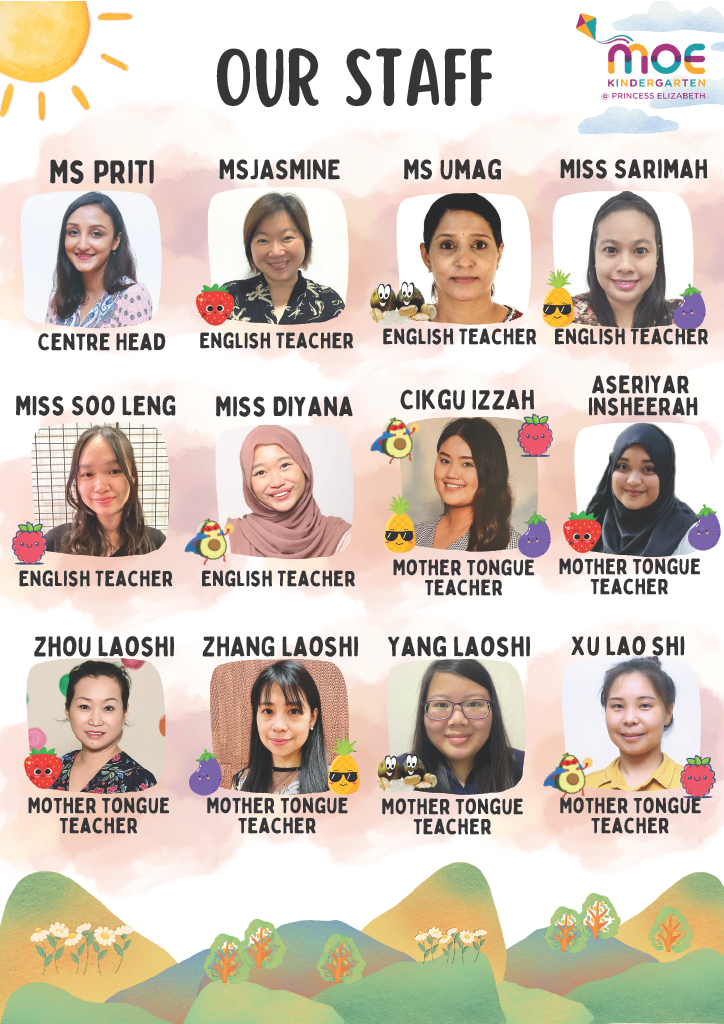 OUR STAFF
MOE
KINDERGARTEN
@ PRINCESS ELIZABETH
MS PRITI
MSJASMINE
MS UMAG
MISS SARIMAH
CENTRE HEAD
ENGLISH TEACHER
ENGLISH TEACHER
ENGLISH TEACHER
MISS SOO LENG
MISS DIYANA
CIKGU IZZAH
ASERIYAR
INSHEERAH
ENGLISH TEACHER
ENGLISH TEACHER
MOTHER TONGUE
TEACHER
MOTHER TONGUE
TEACHER
ZHOU LAOSHI
ZHANG LAOSHI
YANG LAOSHI
XU LAO SHI
MOTHER TONGUE
TEACHER
MOTHER TONGUE
TEACHER
MOTHER TONGUE
TEACHER
MOTHER TONGUE
TEACHER